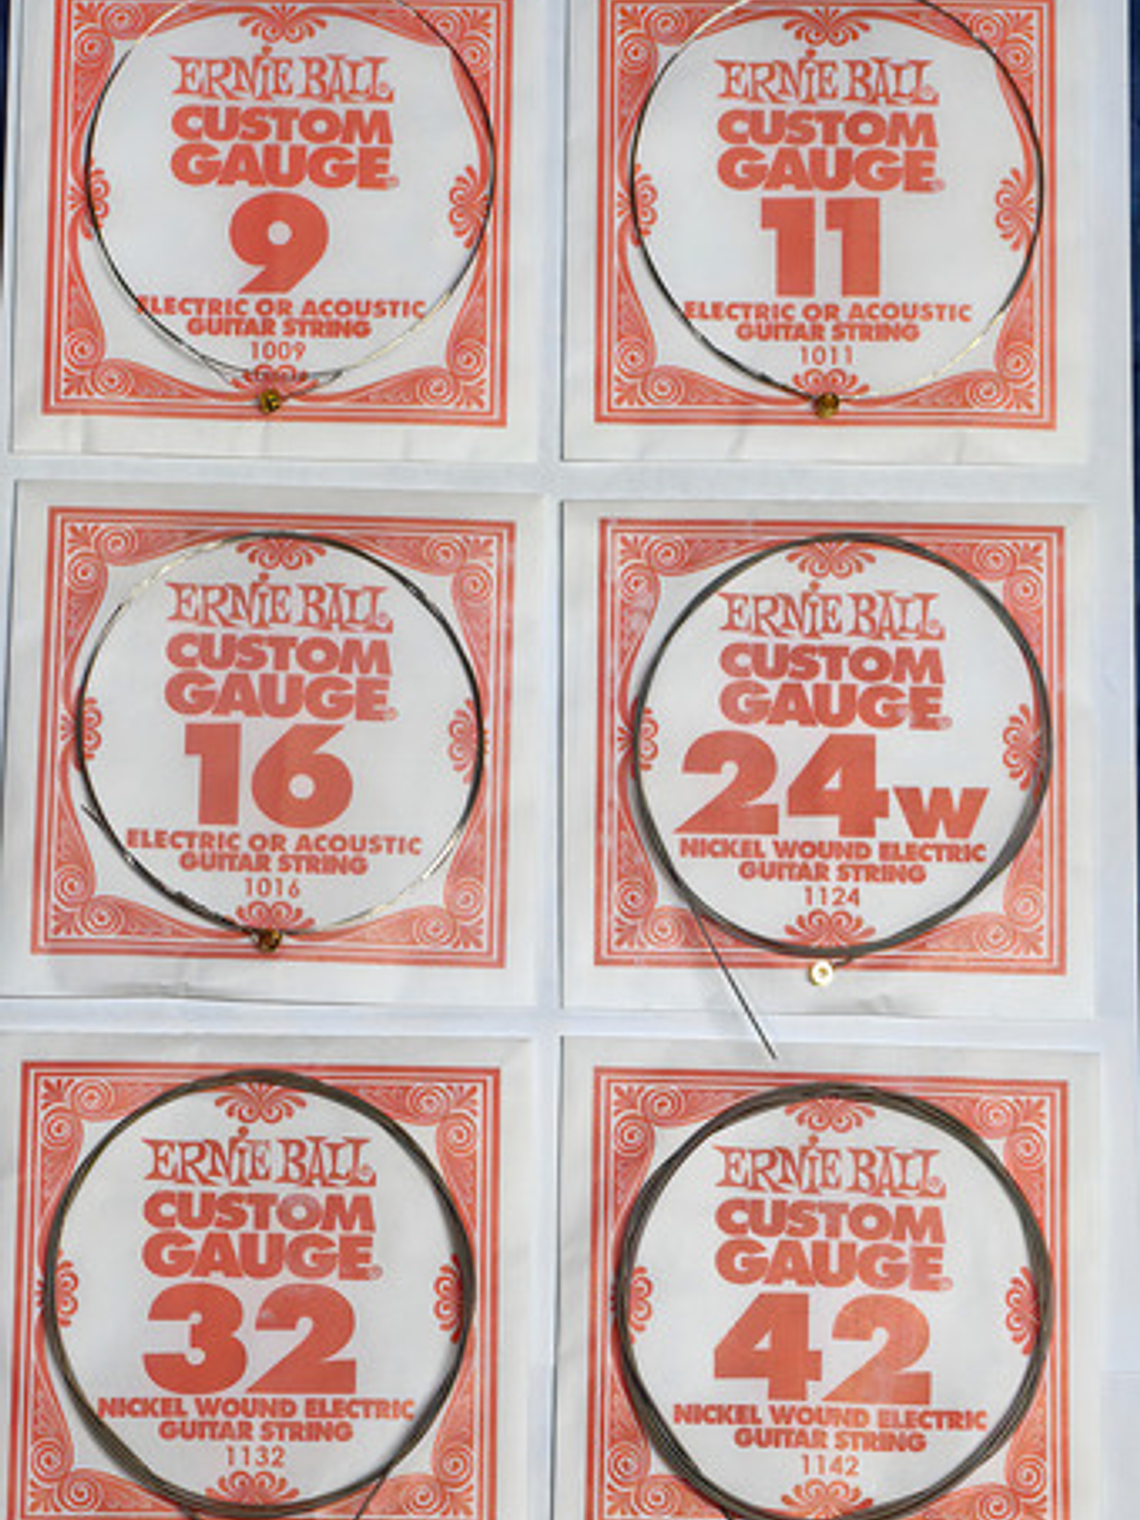 ERNiE BALL
CUSTOM
GAUGE®
9
ELECTRIC OR ACOUSTIC
GUITAR STRING
1009
ERNiE BALL
CUSTOM
GAUGE®
11
ELECTRIC OR ACOUSTIC
GUITAR STRING
1011
ERNiE BALL
CUSTOM
GAUGE®
16
ELECTRIC OR ACOUSTIC
GUITAR STRING
1016
ERNiE BALL
CUSTOM
GAUGE®
24w
NICKEL WOUND ELECTRIC
GUITAR STRING
1124
ERNiE BALL
CUSTOM
GAUGE®
32
NICKEL WOUND ELECTRIC
GUITAR STRING
1132
ERNiE BALL
CUSTOM
GAUGE®
42
NICKEL WOUND ELECTRIC
GUITAR STRING
1142